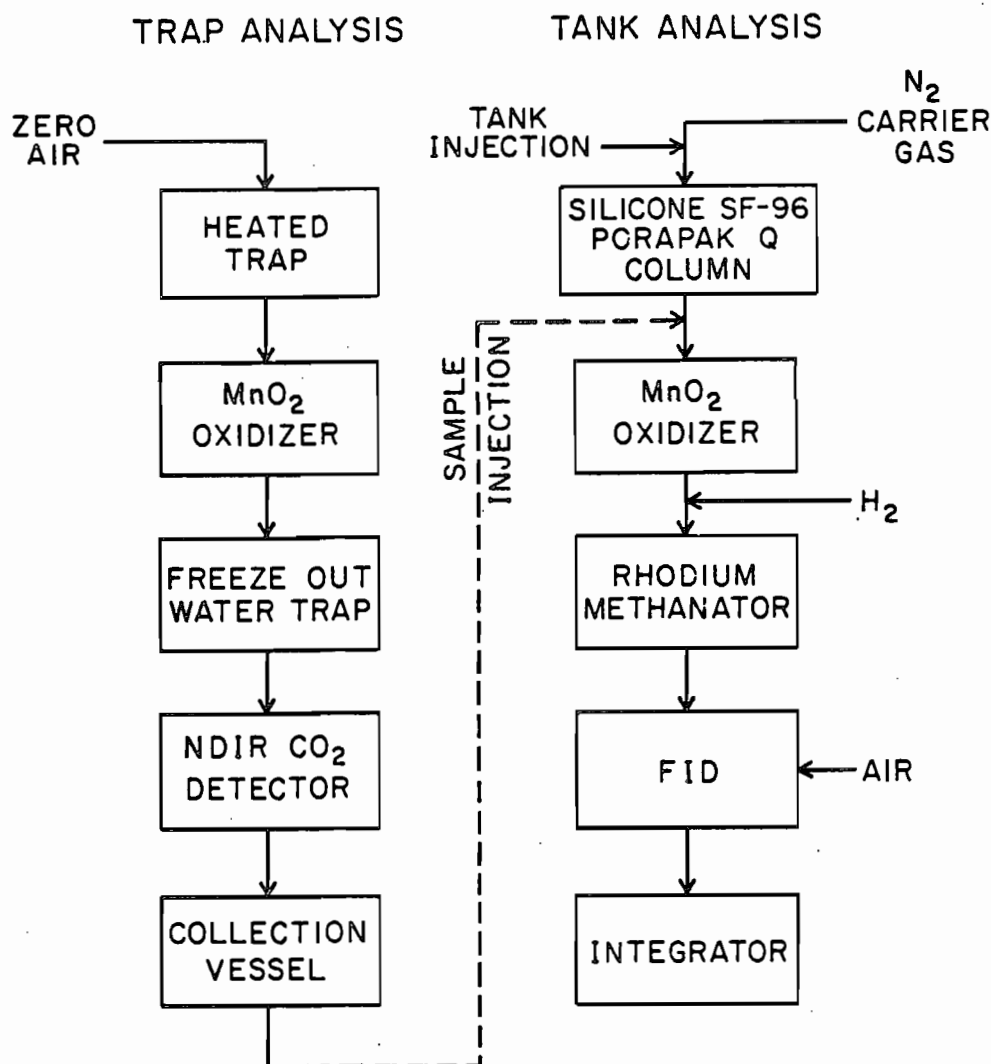 TRAP ANALYSIS
ZERO
AIR
HEATED
TRAP
MnO₂
OXIDIZER
FREEZE OUT
WATER TRAP
NDIR CO₂
DETECTOR
COLLECTION
VESSEL
SAMPLE
INJECTION
TANK ANALYSIS
TANK
INJECTION
N₂
CARRIER
GAS
SILICONE SF-96
PORAPAK Q
COLUMN
MnO₂
OXIDIZER
H₂
RHODIUM
METHANATOR
FID
AIR
INTEGRATOR